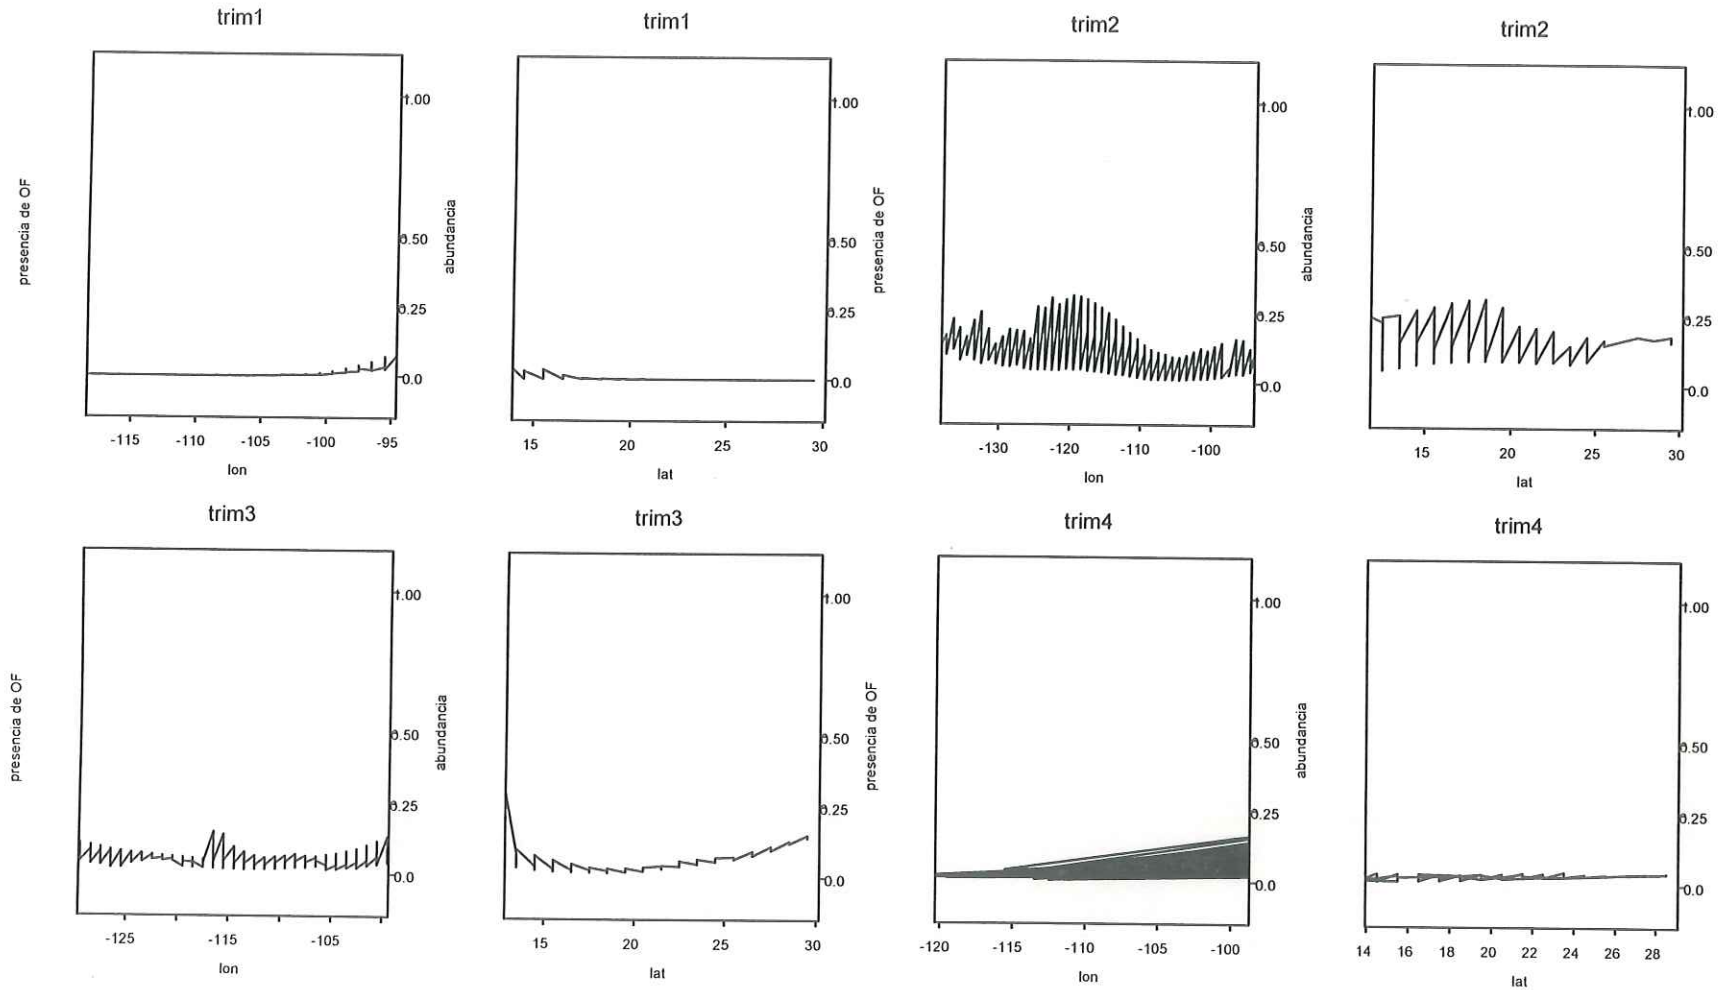 trim1
presencia de OF
1.00
0.50
0.25
0.0
-115
-110
-105
-100
-95
lon
trim1
abundancia
1.00
0.50
0.25
0.0
15
20
25
30
lat
trim2
presencia de OF
1.00
0.50
0.25
0.0
-130
-120
-110
-100
lon
trim2
abundancia
1.00
0.50
0.25
0.0
15
20
25
30
lat
trim3
presencia de OF
1.00
0.50
0.25
0.0
-125
-115
-105
lon
trim3
abundancia
1.00
0.50
0.25
0.0
15
20
25
30
lat
trim4
presencia de OF
1.00
0.50
0.25
0.0
-120
-115
-110
-105
-100
lon
trim4
abundancia
1.00
0.50
0.25
0.0
14
16
18
20
22
24
26
28
lat